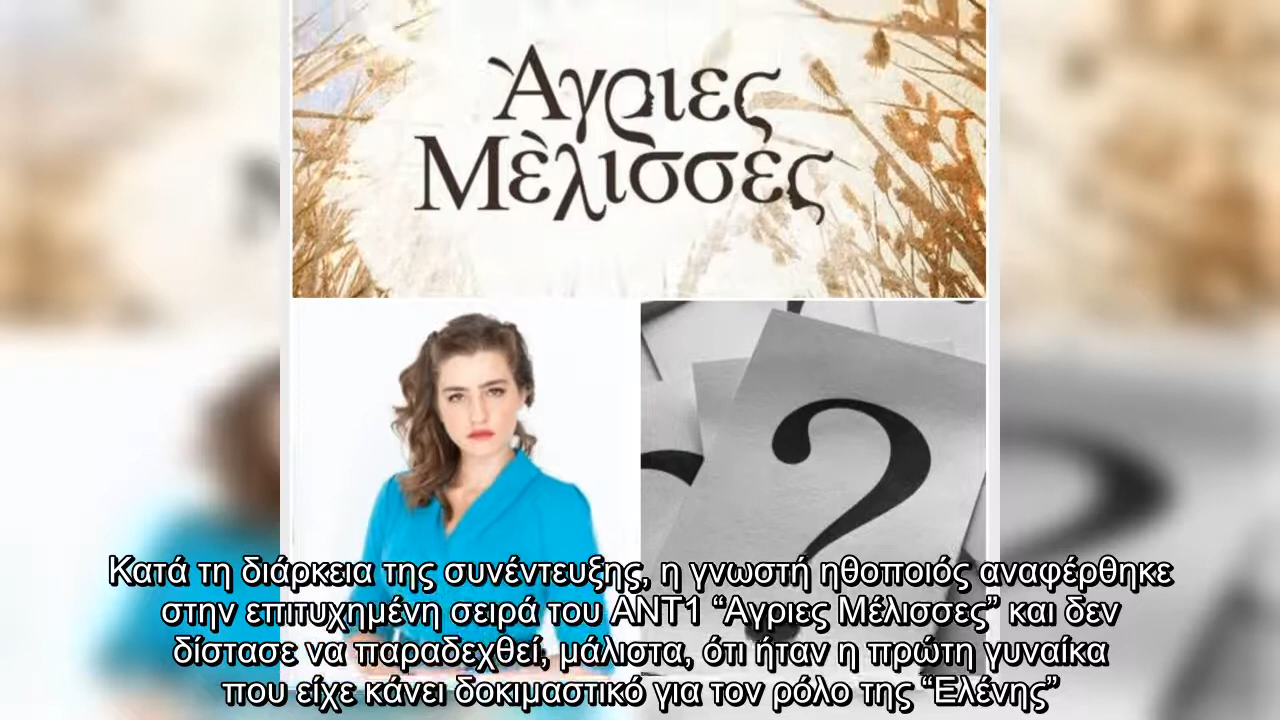 Άγριες
Μέλισσες
?
Κατά τη διάρκεια της συνέντευξης, η γνωστή ηθοποιός αναφέρθηκε
στην επιτυχημένη σειρά του ΑΝΤ1 “Αγριες Μέλισσες” και δεν
δίστασε να παραδεχθεί, μάλιστα, ότι ήταν η πρώτη γυναίκα
που είχε κάνει δοκιμαστικό για τον ρόλο της “Ελένης”